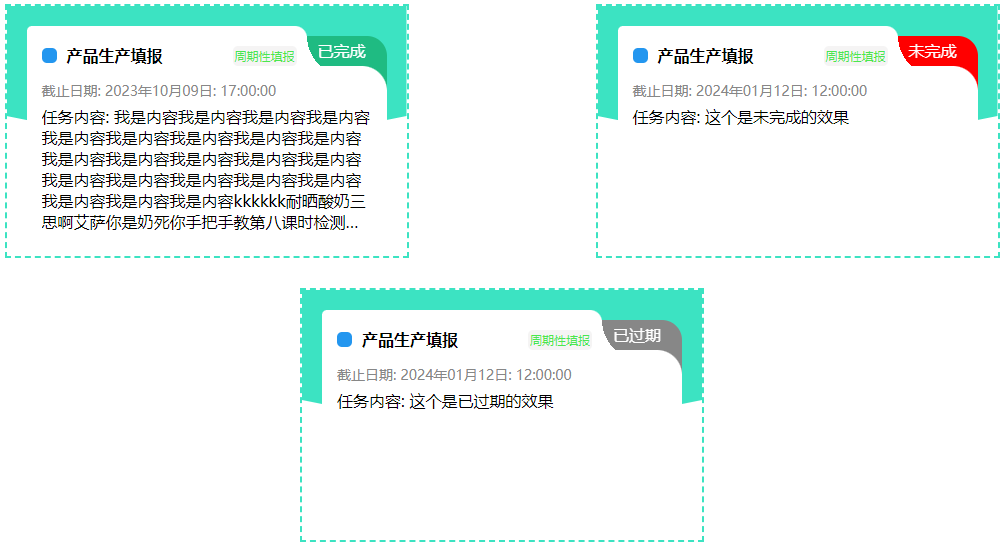 产品生产填报 周期性填报 已完成
截止日期: 2023年10月09日: 17:00:00
任务内容: 我是内容我是内容我是内容我是内容
我是内容我是内容我是内容我是内容我是内容
我是内容我是内容我是内容我是内容我是内容
我是内容我是内容我是内容我是内容我是内容
我是内容我是内容我是内容kkkkkk耐晒酸奶三
思啊艾萨你是奶死你手把手教第八课时检测...
产品生产填报 周期性填报 未完成
截止日期: 2024年01月12日: 12:00:00
任务内容: 这个是未完成的效果
产品生产填报 周期性填报 已过期
截止日期: 2024年01月12日: 12:00:00
任务内容: 这个是已过期的效果